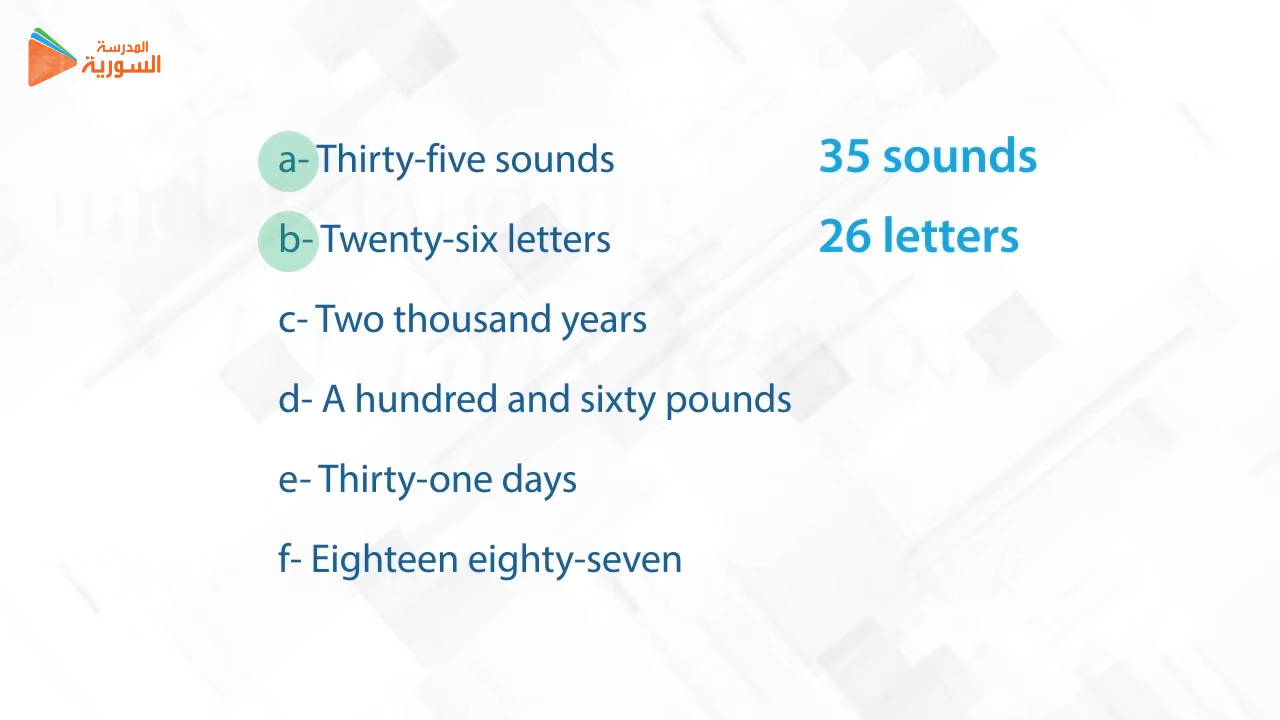 المدرسة
السورية
a- Thirty-five sounds 35 sounds
b- Twenty-six letters 26 letters
c- Two thousand years
d- A hundred and sixty pounds
e- Thirty-one days
f- Eighteen eighty-seven